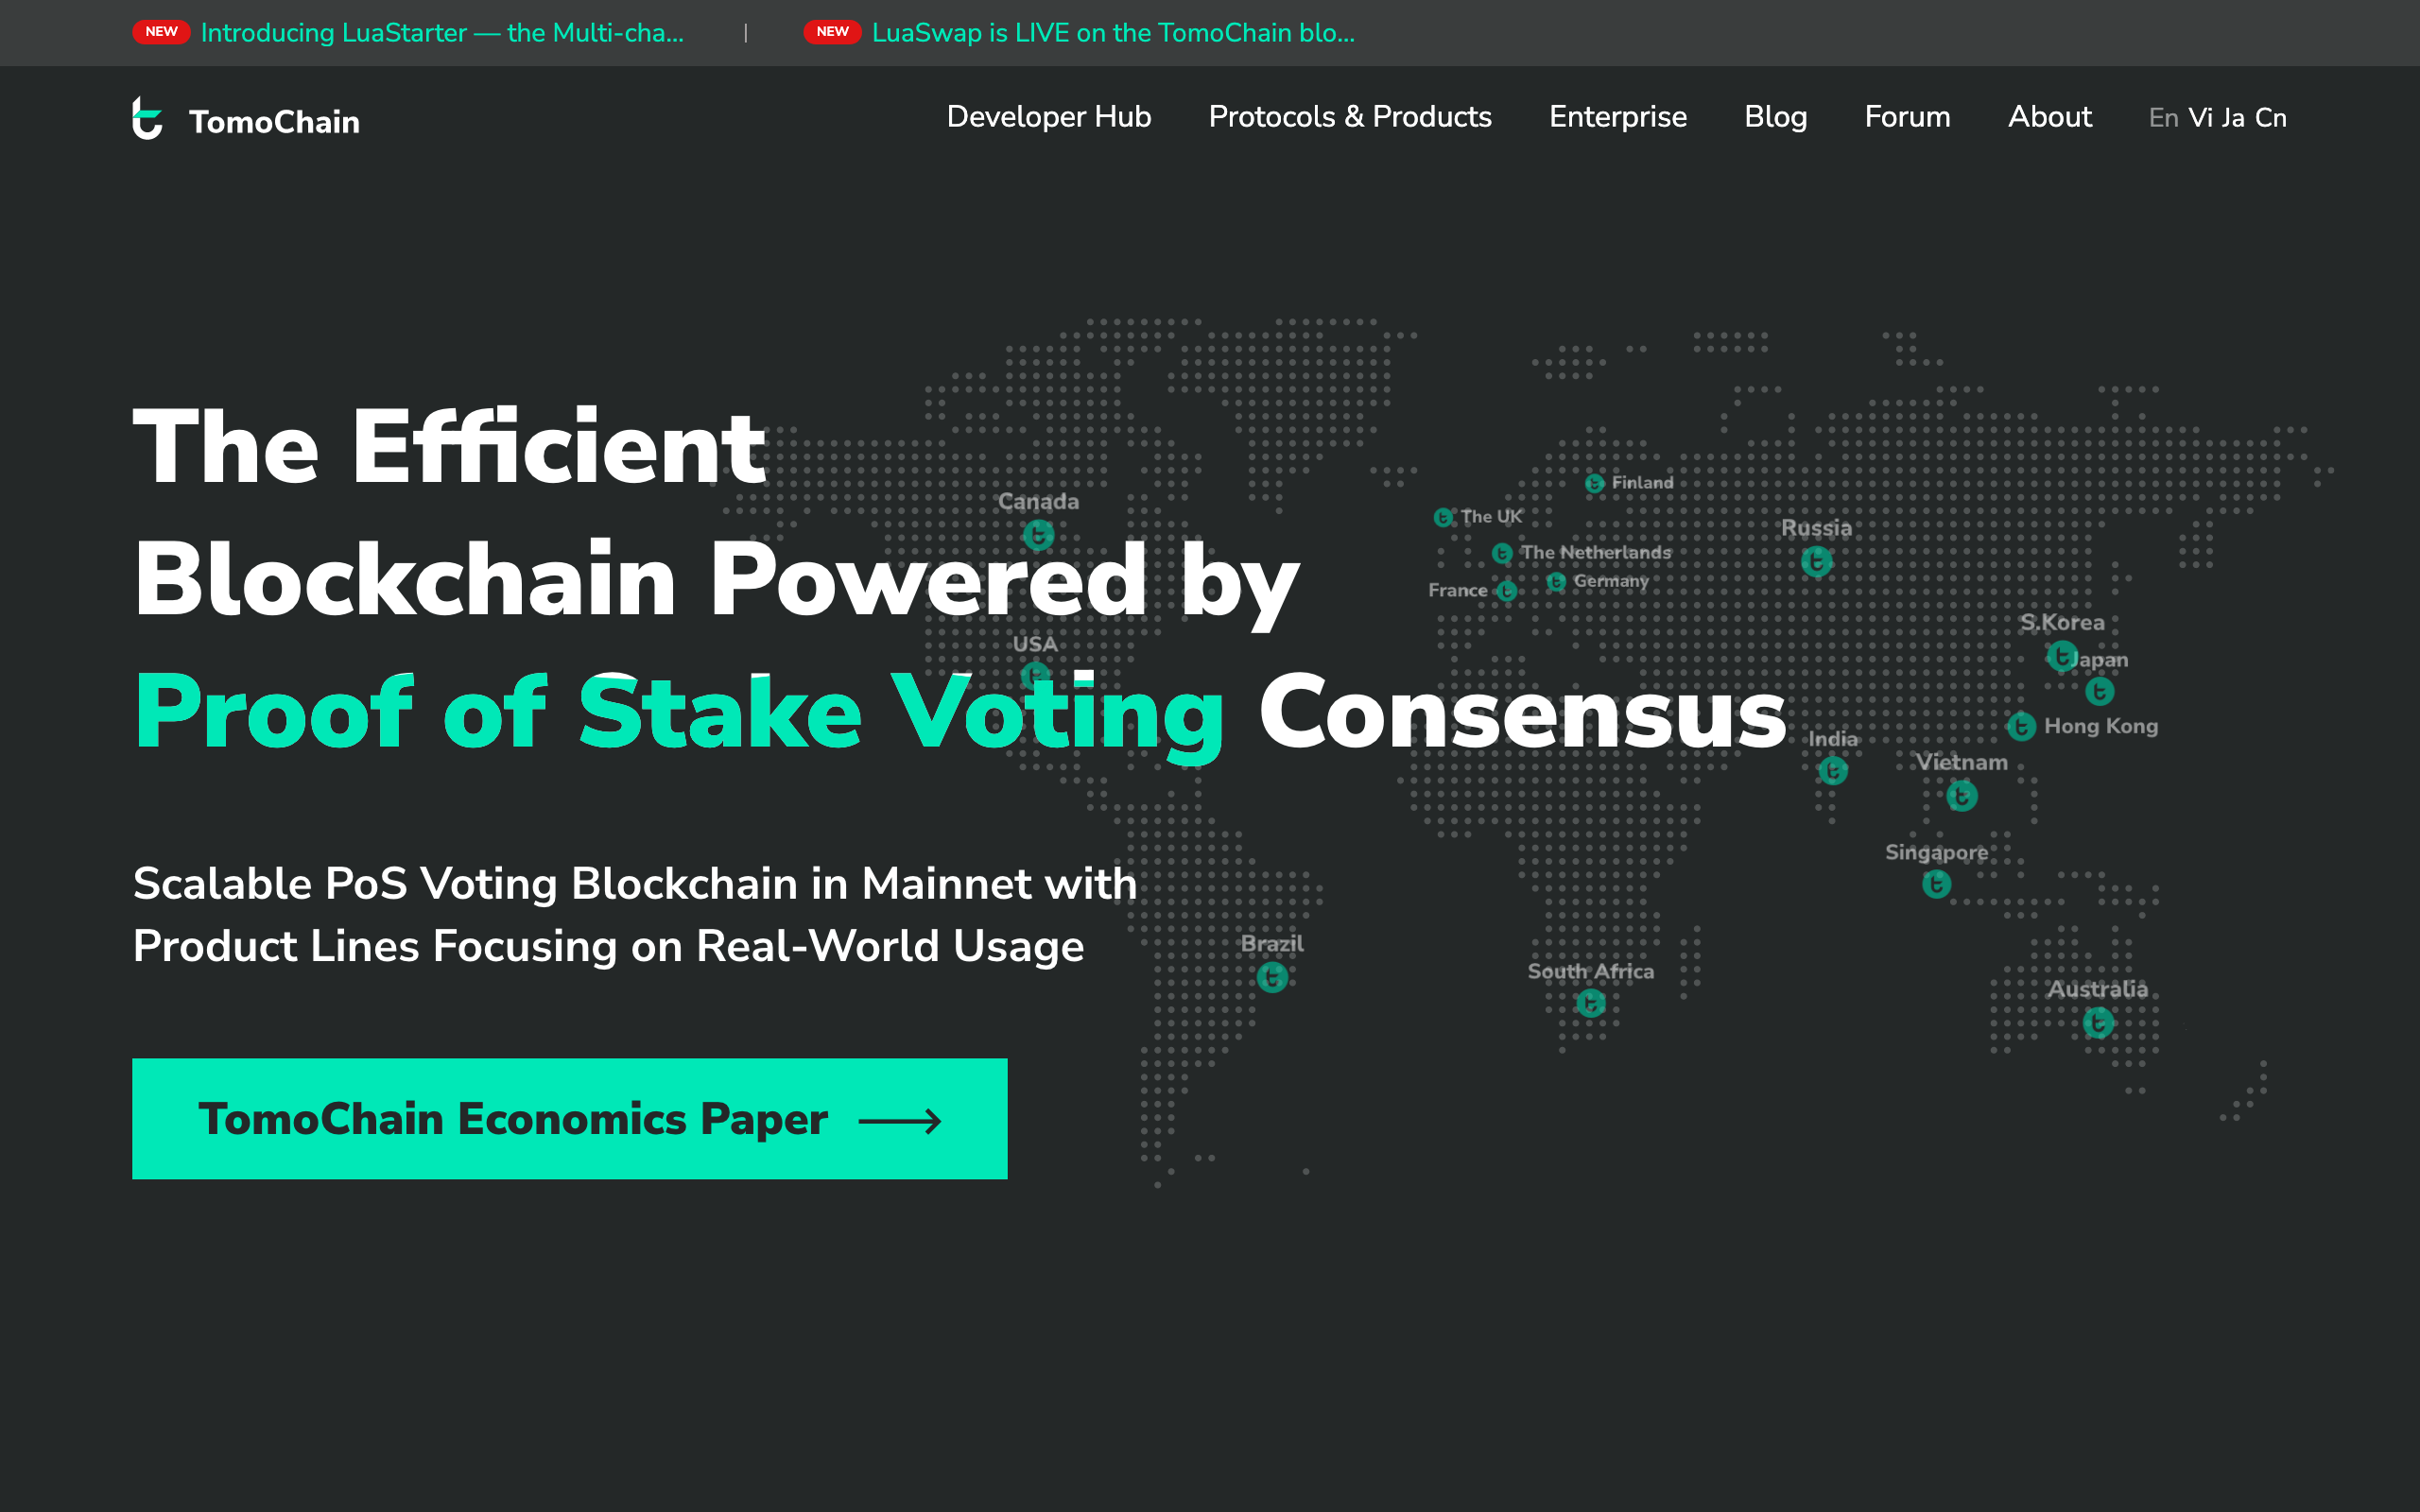 NEW Introducing LuaStarter — the Multi-cha... | NEW LuaSwap is LIVE on the TomoChain blo...
TomoChain Developer Hub Protocols & Products Enterprise Blog Forum About En Vi Ja Cn
The Efficient
Blockchain Powered by
Proof of Stake Voting Consensus
Scalable PoS Voting Blockchain in Mainnet with
Product Lines Focusing on Real-World Usage
TomoChain Economics Paper
Canada
USA
Brazil
Finland
The UK
The Netherlands
Germany
France
Russia
S.Korea
Japan
Hong Kong
India
Vietnam
Singapore
South Africa
Australia